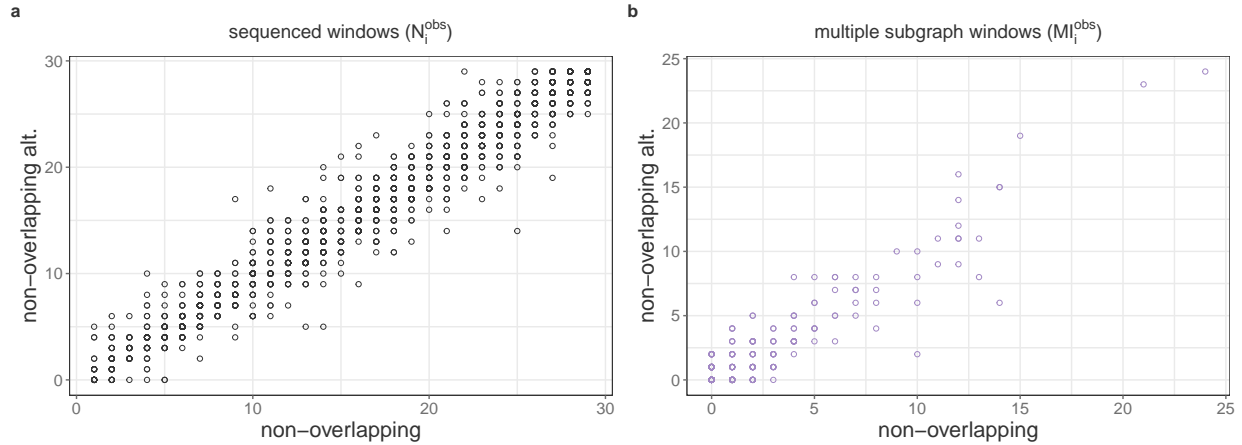 a
sequenced windows (N_i^obs)
30
20
10
0
non−overlapping alt.
0 10 20 30
non−overlapping
b
multiple subgraph windows (MI_i^obs)
25
20
15
10
5
0
non−overlapping alt.
0 5 10 15 20 25
non−overlapping